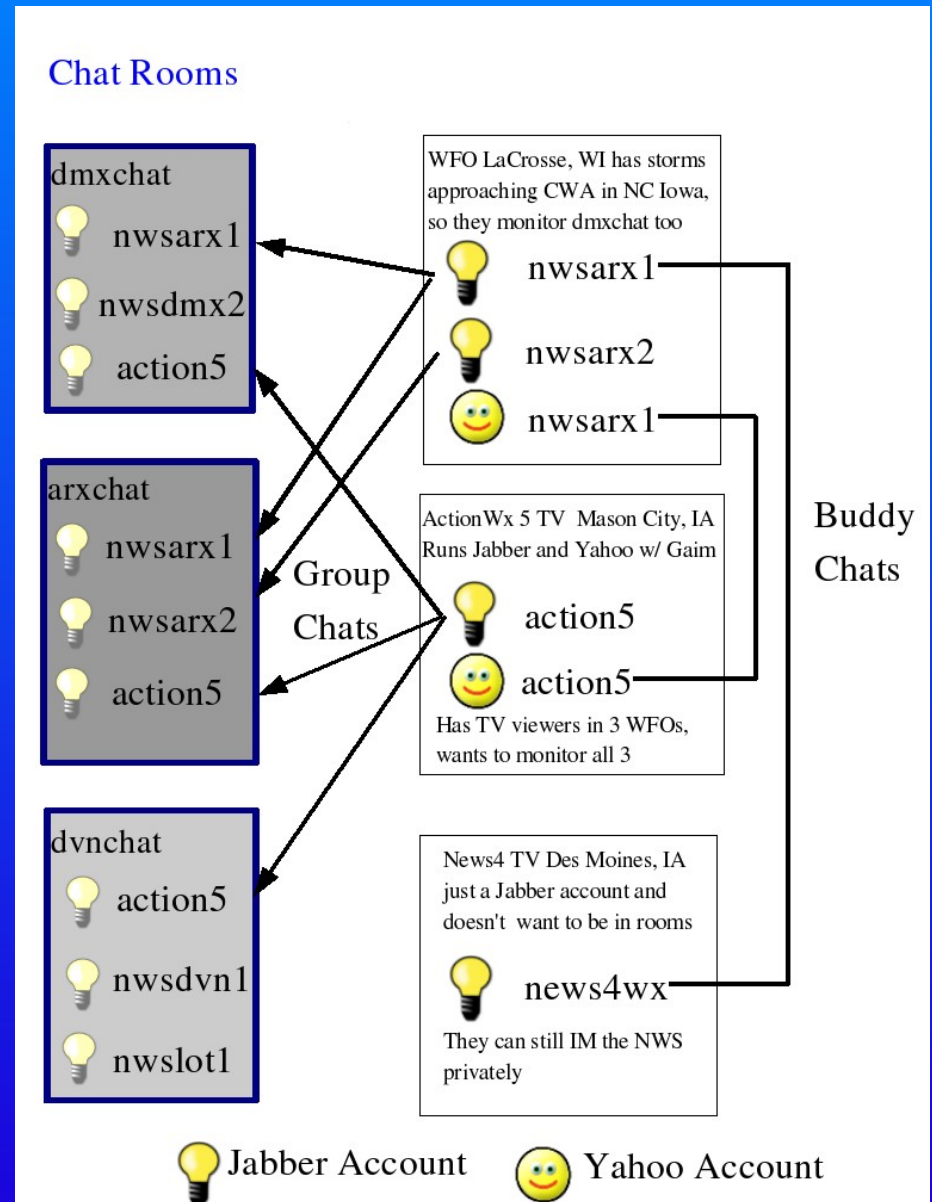 Chat Rooms
dmxchat
nwsarx1
nwsdmx2
action5
arxchat
nwsarx1
nwsarx2
action5
dvnchat
action5
nwsdvn1
nwslot1
Group
Chats
WFO LaCrosse, WI has storms
approaching CWA in NC Iowa,
so they monitor dmxchat too
nwsarx1
nwsarx2
nwsarx1
ActionWx 5 TV Mason City, IA
Runs Jabber and Yahoo w/ Gaim
action5
action5
Has TV viewers in 3 WFOs,
wants to monitor all 3
News4 TV Des Moines, IA
just a Jabber account and
doesn't want to be in rooms
news4wx
They can still IM the NWS
privately
Buddy
Chats
Jabber Account
Yahoo Account